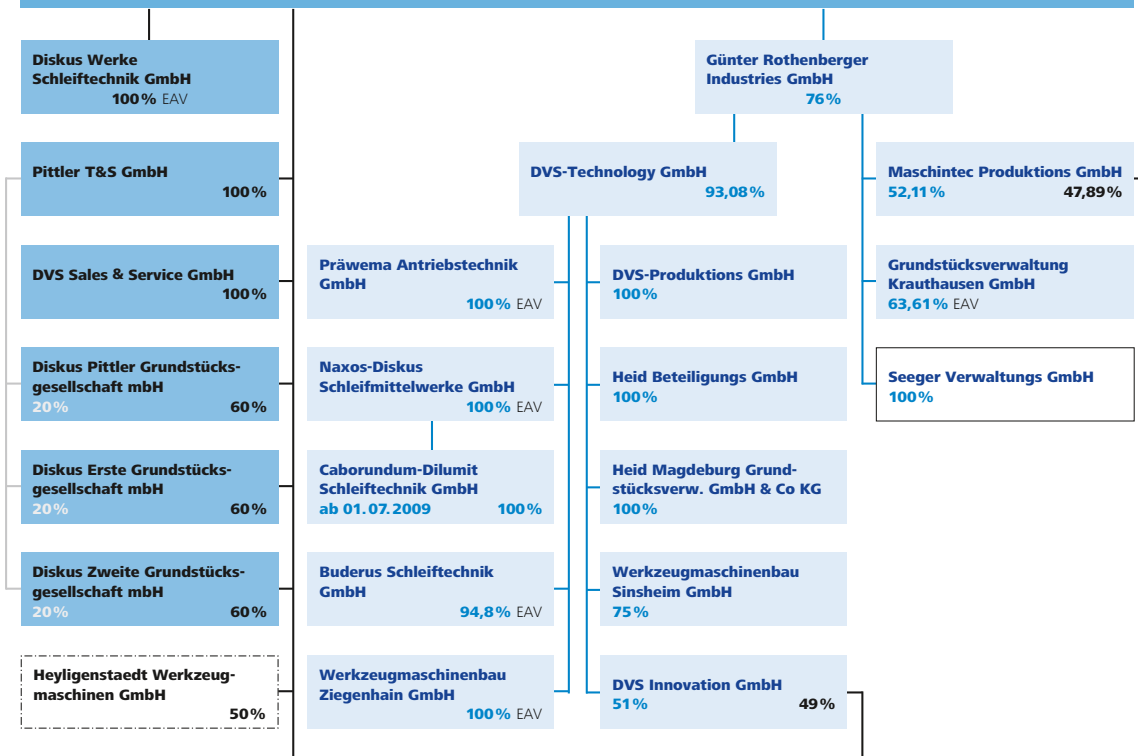 Diskus Werke
Schleiftechnik GmbH
100% EAV
Günter Rothenberger
Industries GmbH
76%
Pittler T&S GmbH
100%
DVS-Technology GmbH
93,08%
Maschintec Produktions GmbH
52,11% 47,89%
DVS Sales & Service GmbH
100%
Präwema Antriebstechnik
GmbH
100% EAV
DVS-Produktions GmbH
100%
Grundstücksverwaltung
Krauthausen GmbH
63,61% EAV
Diskus Pittler Grundstücks-
gesellschaft mbH
20% 60%
Naxos-Diskus
Schleifmittelwerke GmbH
100% EAV
Heid Beteiligungs GmbH
100%
Seeger Verwaltungs GmbH
100%
Diskus Erste Grundstücks-
gesellschaft mbH
20% 60%
Caborundum-Dilumit
Schleiftechnik GmbH
ab 01.07.2009 100%
Heid Magdeburg Grund-
stücksverw. GmbH & Co KG
100%
Diskus Zweite Grundstücks-
gesellschaft mbH
20% 60%
Buderus Schleiftechnik
GmbH
94,8% EAV
Werkzeugmaschinenbau
Sinsheim GmbH
75%
Heyligenstaedt Werkzeug-
maschinen GmbH
50%
Werkzeugmaschinenbau
Ziegenhain GmbH
100% EAV
DVS Innovation GmbH
51% 49%